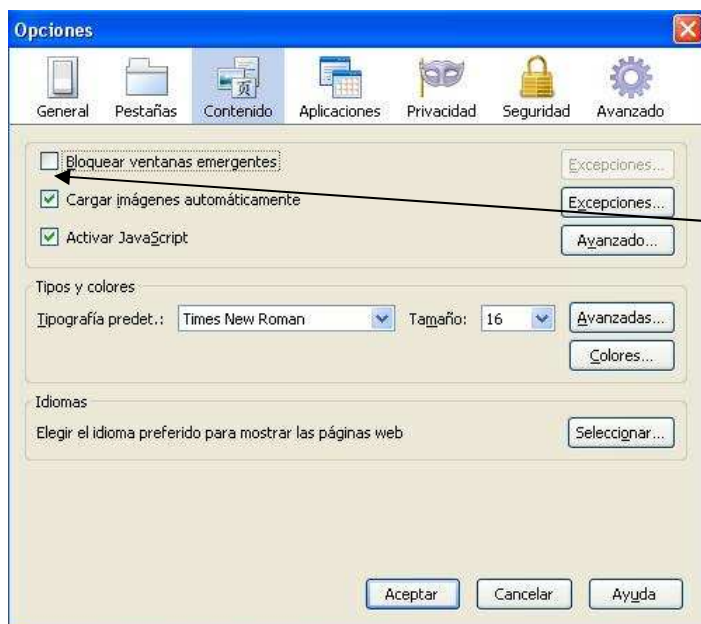 Opciones
General Pestañas Contenido Aplicaciones Privacidad Seguridad Avanzado
Bloquear ventanas emergentes Excepciones...
Cargar imágenes automáticamente Excepciones...
Activar JavaScript Avanzado...
Tipos y colores
Tipografía predet.: Times New Roman Tamaño: 16 Avanzadas...
Colores...
Idiomas
Elegir el idioma preferido para mostrar las páginas web Seleccionar...
Aceptar Cancelar Ayuda